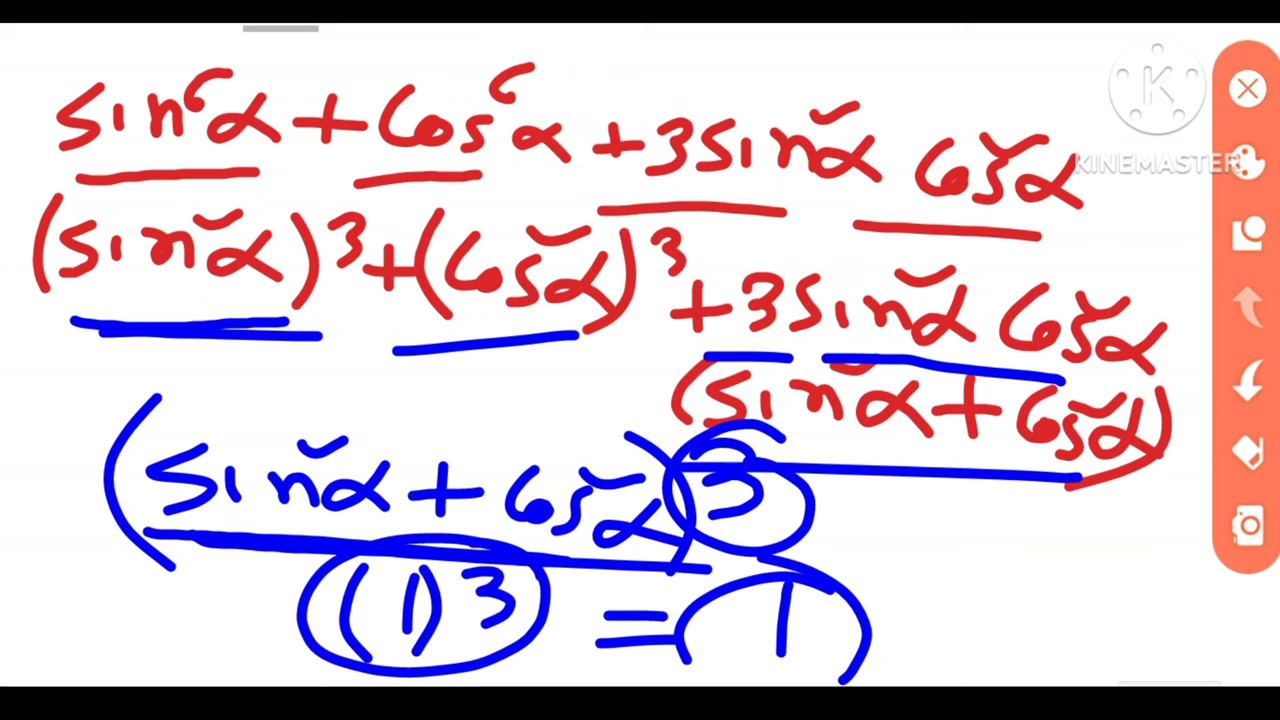 sin⁶α + cos⁶α + 3sin²α cos²α
K
KINEMASTER
(sin²α)³ + (cos²α)³ + 3sin²α cos²α
(sin²α + cos²α)
(sin²α + cos²α)³
(1)3 = 1